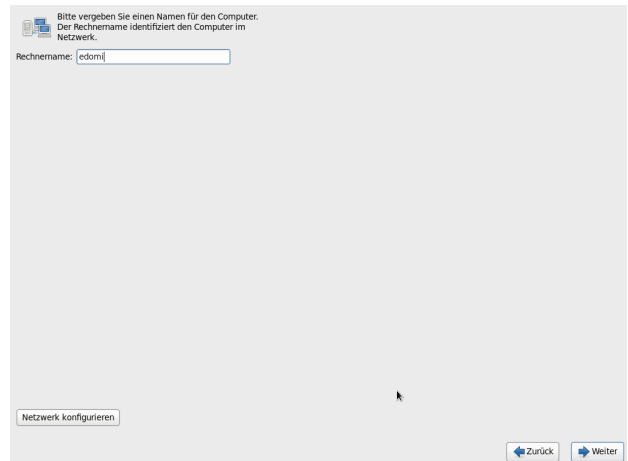 Bitte vergeben Sie einen Namen für den Computer.
Der Rechnername identifiziert den Computer im
Netzwerk.
Rechnername: edomi
Netzwerk konfigurieren
Zurück
Weiter